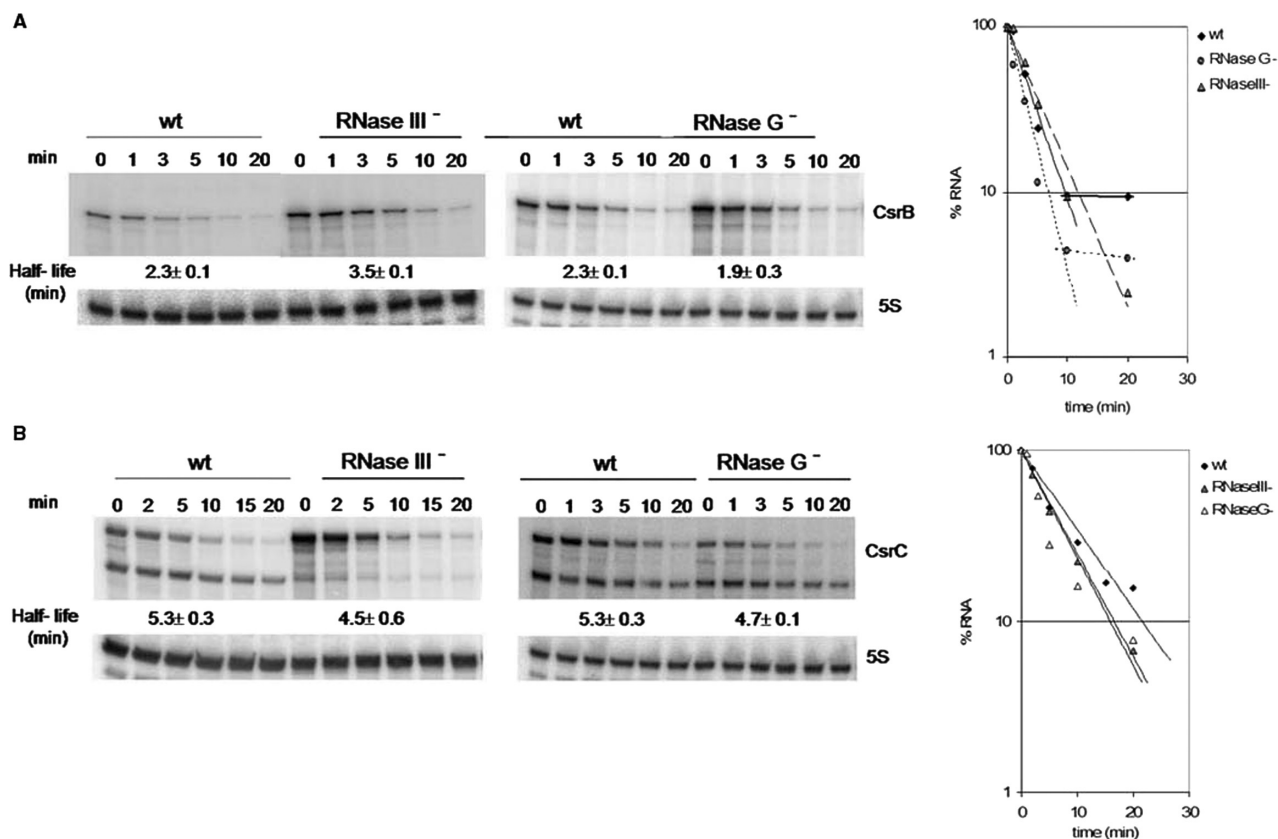 A
wt RNase III – wt RNase G –
min 0 1 3 5 10 20 0 1 3 5 10 20 0 1 3 5 10 20 0 1 3 5 10 20
CsrB
Half- life (min) 2.3± 0.1 3.5± 0.1 2.3± 0.1 1.9± 0.3
5S
100
10
1
% RNA
0 10 20 30
time (min)
wt
RNase G-
RNaseIII-
B
wt RNase III – wt RNase G –
min 0 2 5 10 15 20 0 2 5 10 15 20 0 1 3 5 10 20 0 1 3 5 10 20
CsrC
Half- life (min) 5.3± 0.3 4.5± 0.6 5.3± 0.3 4.7± 0.1
5S
100
10
1
% RNA
0 10 20 30
time (min)
wt
RNaseIII-
RNaseG-